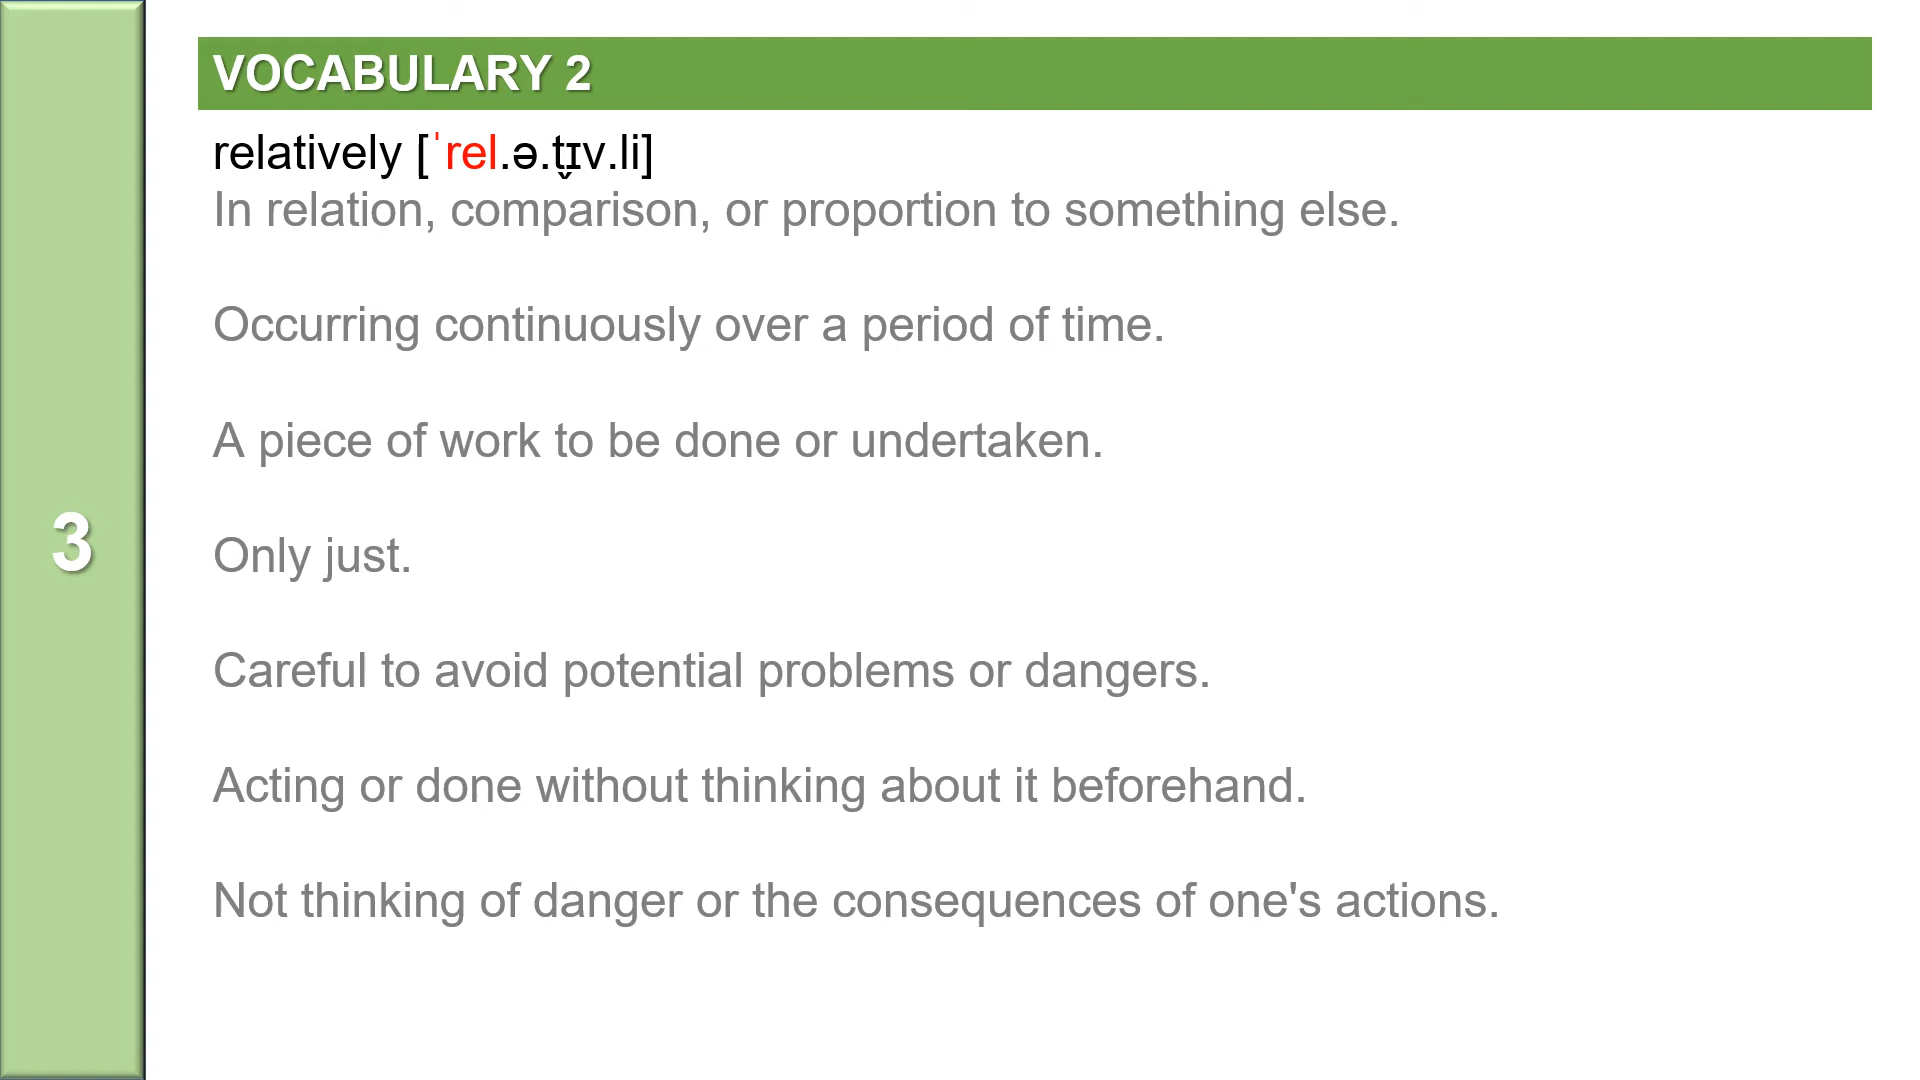 VOCABULARY 2
relatively [ˈrel.ə.t̬ɪv.li]
In relation, comparison, or proportion to something else.
Occurring continuously over a period of time.
A piece of work to be done or undertaken.
3
Only just.
Careful to avoid potential problems or dangers.
Acting or done without thinking about it beforehand.
Not thinking of danger or the consequences of one's actions.